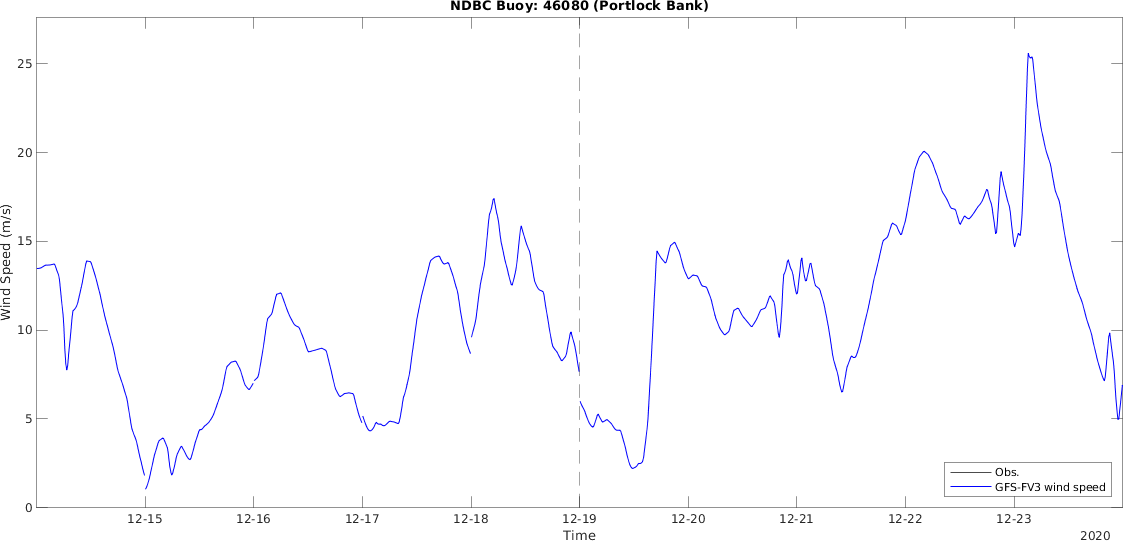 NDBC Buoy: 46080 (Portlock Bank)
Wind Speed (m/s)
25
20
15
10
5
0
12-15 12-16 12-17 12-18 12-19 12-20 12-21 12-22 12-23
Time
2020
Obs.
GFS-FV3 wind speed